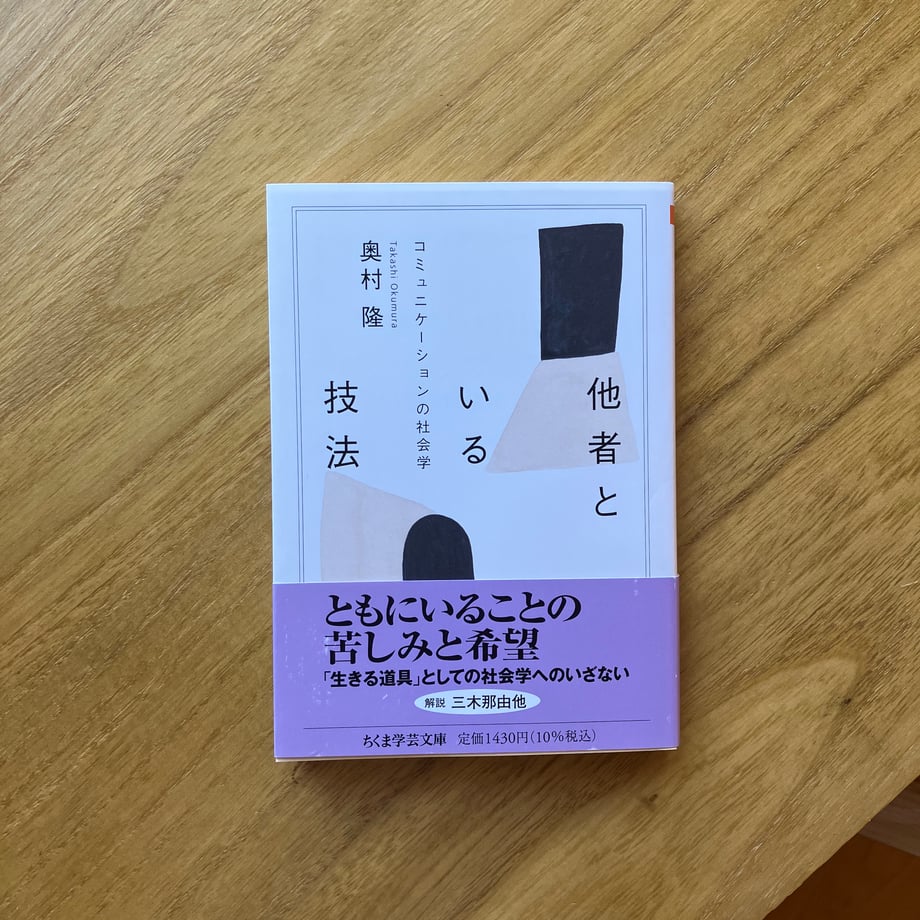 他者と
いる
技法
コミュニケーションの社会学
奥村 隆
Takashi Okumura
ともにいることの
苦しみと希望
「生きる道具」としての社会学へのいざない
解説 三木那由他
ちくま学芸文庫 定価1430円(10%税込)